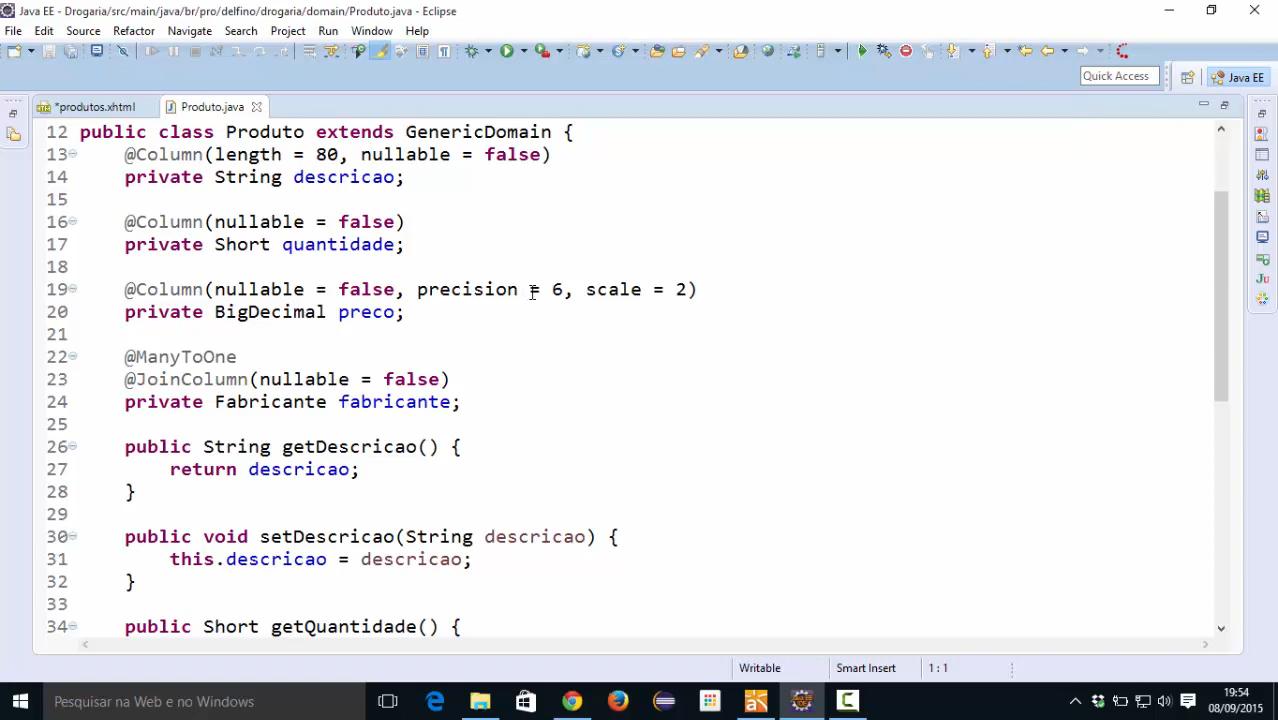 Java EE - Drogaria/src/main/java/br/pro/delfino/drogaria/domain/Produto.java - Eclipse
File Edit Source Refactor Navigate Search Project Run Window Help
Quick Access
Java EE
*produtos.xhtml
Produto.java
12 public class Produto extends GenericDomain {
13 @Column(length = 80, nullable = false)
14 private String descricao;
15
16 @Column(nullable = false)
17 private Short quantidade;
18
19 @Column(nullable = false, precision = 6, scale = 2)
20 private BigDecimal preco;
21
22 @ManyToOne
23 @JoinColumn(nullable = false)
24 private Fabricante fabricante;
25
26 public String getDescricao() {
27 return descricao;
28 }
29
30 public void setDescricao(String descricao) {
31 this.descricao = descricao;
32 }
33
34 public Short getQuantidade() {
Ju
Writable Smart Insert 1 : 1
Pesquisar na Web e no Windows
19:54
08/09/2015